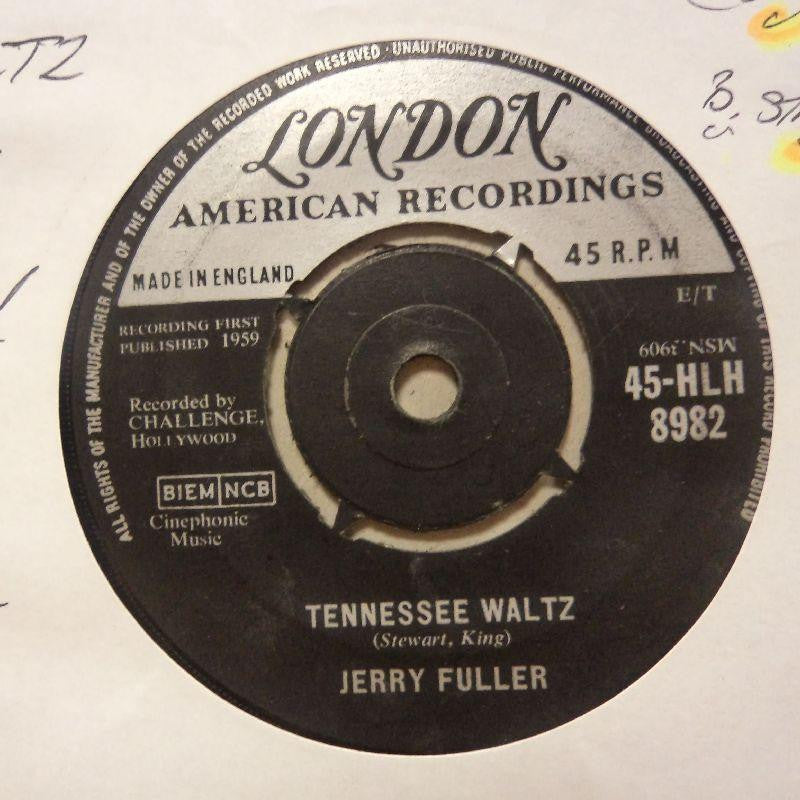 ALL RIGHTS OF THE MANUFACTURER AND OF THE OWNER OF THE RECORDED WORK RESERVED · UNAUTHORISED PUBLIC PERFORMANCE BROADCASTING AND COPYING OF THIS RECORD PROHIBITED
LONDON
AMERICAN RECORDINGS
MADE IN ENGLAND
45 R.P.M
E/T
RECORDING FIRST
PUBLISHED 1959
45-HLH
8982
Recorded by
CHALLENGE,
HOLLYWOOD
BIEM NCB
Cinephonic
Music
TENNESSEE WALTZ
(Stewart, King)
JERRY FULLER